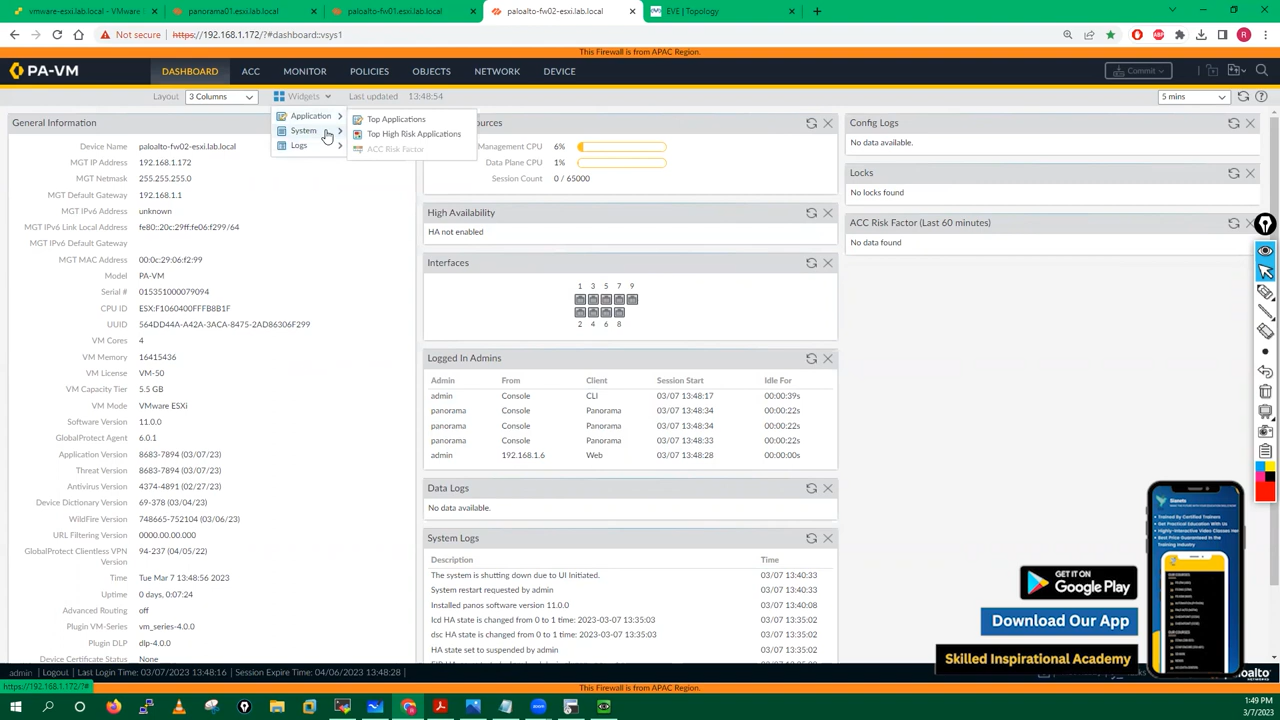 vmware-esxi.lab.local - VMware E
panorama01.esxi.lab.local
paloalto-fw01.esxi.lab.local
paloalto-fw02-esxi.lab.local
EVE | Topology
Not secure
https://192.168.1.172/?#dashboard::vsys1
This Firewall is from APAC Region.
PA-VM
DASHBOARD
ACC
MONITOR
POLICIES
OBJECTS
NETWORK
DEVICE
Commit
Layout
3 Columns
Widgets
Last updated
13:48:54
5 mins
Application
System
Logs
Top Applications
Top High Risk Applications
ACC Risk Factor
General Information
Device Name paloalto-fw02-esxi.lab.local
MGT IP Address 192.168.1.172
MGT Netmask 255.255.255.0
MGT Default Gateway 192.168.1.1
MGT IPv6 Address unknown
MGT IPv6 Link Local Address fe80::20c:29ff:fe06:f299/64
MGT IPv6 Default Gateway
MGT MAC Address 00:0c:29:06:f2:99
Model PA-VM
Serial # 015351000079094
CPU ID ESX:F1060400FFFB8B1F
UUID 564DD44A-A42A-3ACA-8475-2AD86306F299
VM Cores 4
VM Memory 16415436
VM License VM-50
VM Capacity Tier 5.5 GB
VM Mode VMware ESXi
Software Version 11.0.0
GlobalProtect Agent 6.0.1
Application Version 8683-7894 (03/07/23)
Threat Version 8683-7894 (03/07/23)
Antivirus Version 4374-4891 (02/27/23)
Device Dictionary Version 69-378 (03/04/23)
WildFire Version 748665-752104 (03/06/23)
URL Filtering Version 0000.00.00.000
GlobalProtect Clientless VPN Version 94-237 (04/05/22)
Time Tue Mar 7 13:48:56 2023
Uptime 0 days, 0:07:24
Advanced Routing off
Plugin VM-Series vm_series-4.0.0
Plugin DLP dlp-4.0.0
Device Certificate Status None
ources
Management CPU 6%
Data Plane CPU 1%
Session Count 0 / 65000
High Availability
HA not enabled
Interfaces
1 3 5 7 9
2 4 6 8
Logged In Admins
Admin From Client Session Start Idle For
admin Console CLI 03/07 13:48:17 00:00:39s
panorama Console Panorama 03/07 13:48:34 00:00:22s
panorama Console Panorama 03/07 13:48:34 00:00:22s
panorama Console Panorama 03/07 13:48:33 00:00:22s
admin 192.168.1.6 Web 03/07 13:48:28 00:00:00s
Data Logs
No data available.
System Logs
Description Time
The system is shutting down due to UI Initiated. 03/07 13:40:33
System restart requested by admin 03/07 13:40:33
Installed panos software version 11.0.0 03/07 13:40:08
lcd HA state changed from 0 to 1 time: 2023-03-07 13:35:03 03/07 13:40:33
dsc HA state is changed from 0 to 1 time: 2023-03-07 13:35:03 03/07 13:40:33
HA state set to suspended by admin 03/07 13:40:33
Config Logs
No data available.
Locks
No locks found
ACC Risk Factor (Last 60 minutes)
No data found
GET IT ON
Google Play
Download Our App
Skilled Inspirational Academy
admin | Logout | Last Login Time: 03/07/2023 13:48:16 | Session Expire Time: 04/06/2023 13:48:28 |
paloalto
NETWORKS
https://192.168.1.172/?#
This Firewall is from APAC Region.
1:49 PM
3/7/2023